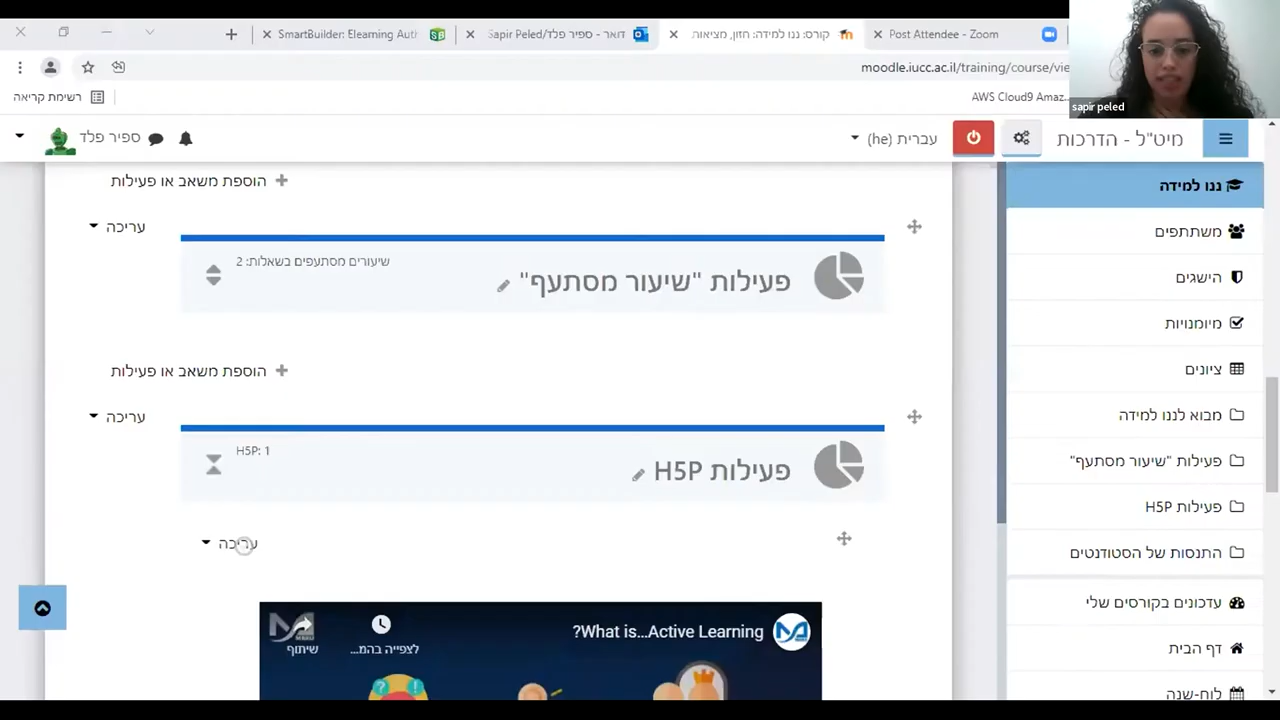 SmartBuilder: Elearning Auth
דואר - ספיר פלד/Sapir Peled
קורס: ננו למידה: חזון, מציאות
Post Attendee - Zoom
moodle.iucc.ac.il/training/course/vie
רשימת קריאה
AWS Cloud9 Amaz...
sapir peled
מיט"ל - הדרכות
עברית (he)
ספיר פלד
ננו למידה
משתתפים
הישגים
מיומנויות
ציונים
מבוא לננו למידה
פעילות "שיעור מסתעף"
פעילות H5P
התנסות של הסטודנטים
עדכונים בקורסים שלי
דף הבית
לוח-שנה
הוספת משאב או פעילות
עריכה
שיעורים מסתעפים בשאלות: 2
פעילות "שיעור מסתעף"
הוספת משאב או פעילות
עריכה
H5P: 1
פעילות H5P
עריכה
What is...Active Learning?
לצפייה בהמ...
שיתוף